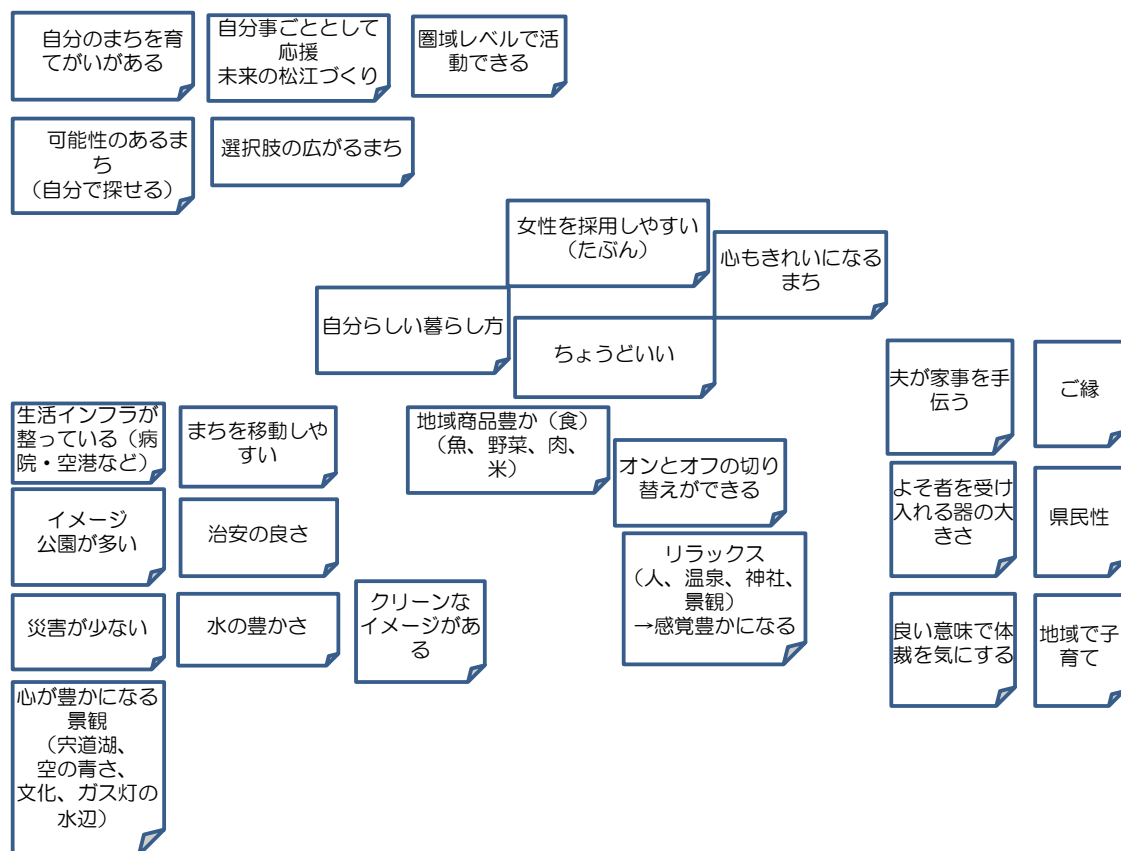 自分のまちを育
てがいがある
自分事ごととして
応援
未来の松江づくり
圏域レベルで活
動できる
可能性のあるま
ち
(自分で探せる)
選択肢の広がるまち
女性を採用しやすい
(たぶん)
心もきれいになる
まち
自分らしい暮らし方
ちょうどいい
夫が家事を手
伝う
ご縁
生活インフラが
整っている(病
院・空港など)
まちを移動しや
すい
地域商品豊か(食)
(魚、野菜、肉、
米)
オンとオフの切り
替えができる
よそ者を受け
入れる器の大
きさ
県民性
イメージ
公園が多い
治安の良さ
リラックス
(人、温泉、神社、
景観)
→感覚豊かになる
災害が少ない
水の豊かさ
クリーンな
イメージがあ
る
良い意味で体
裁を気にする
地域で子
育て
心が豊かになる
景観
(宍道湖、
空の青さ、
文化、ガス灯の
水辺)